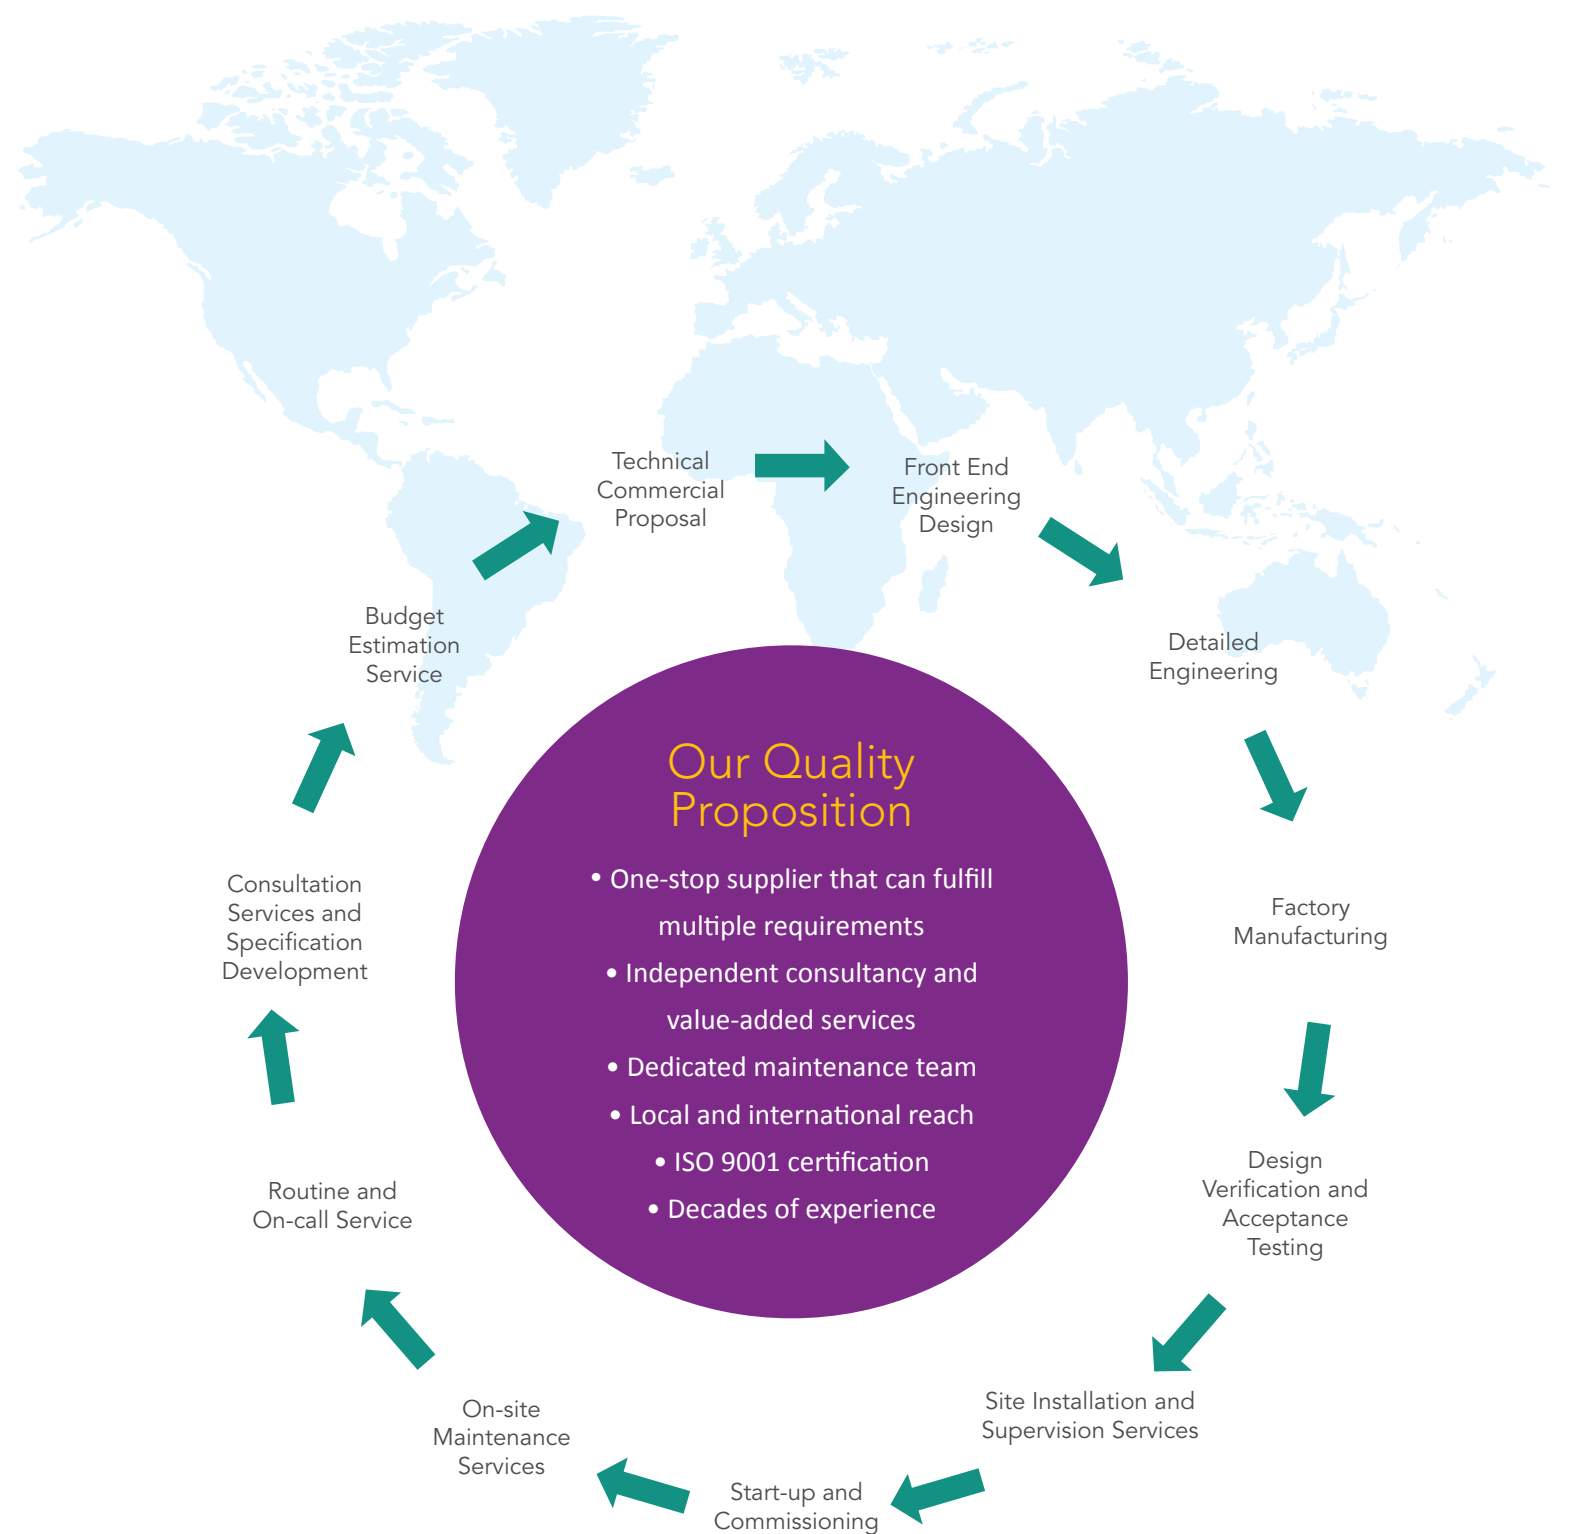 Technical
Commercial
Proposal
Front End
Engineering
Design
Detailed
Engineering
Factory
Manufacturing
Design
Verification and
Acceptance
Testing
Site Installation and
Supervision Services
Start-up and
Commissioning
On-site
Maintenance
Services
Routine and
On-call Service
Consultation
Services and
Specification
Development
Budget
Estimation
Service
Our Quality
Proposition
• One-stop supplier that can fulfill
multiple requirements
• Independent consultancy and
value-added services
• Dedicated maintenance team
• Local and international reach
• ISO 9001 certification
• Decades of experience